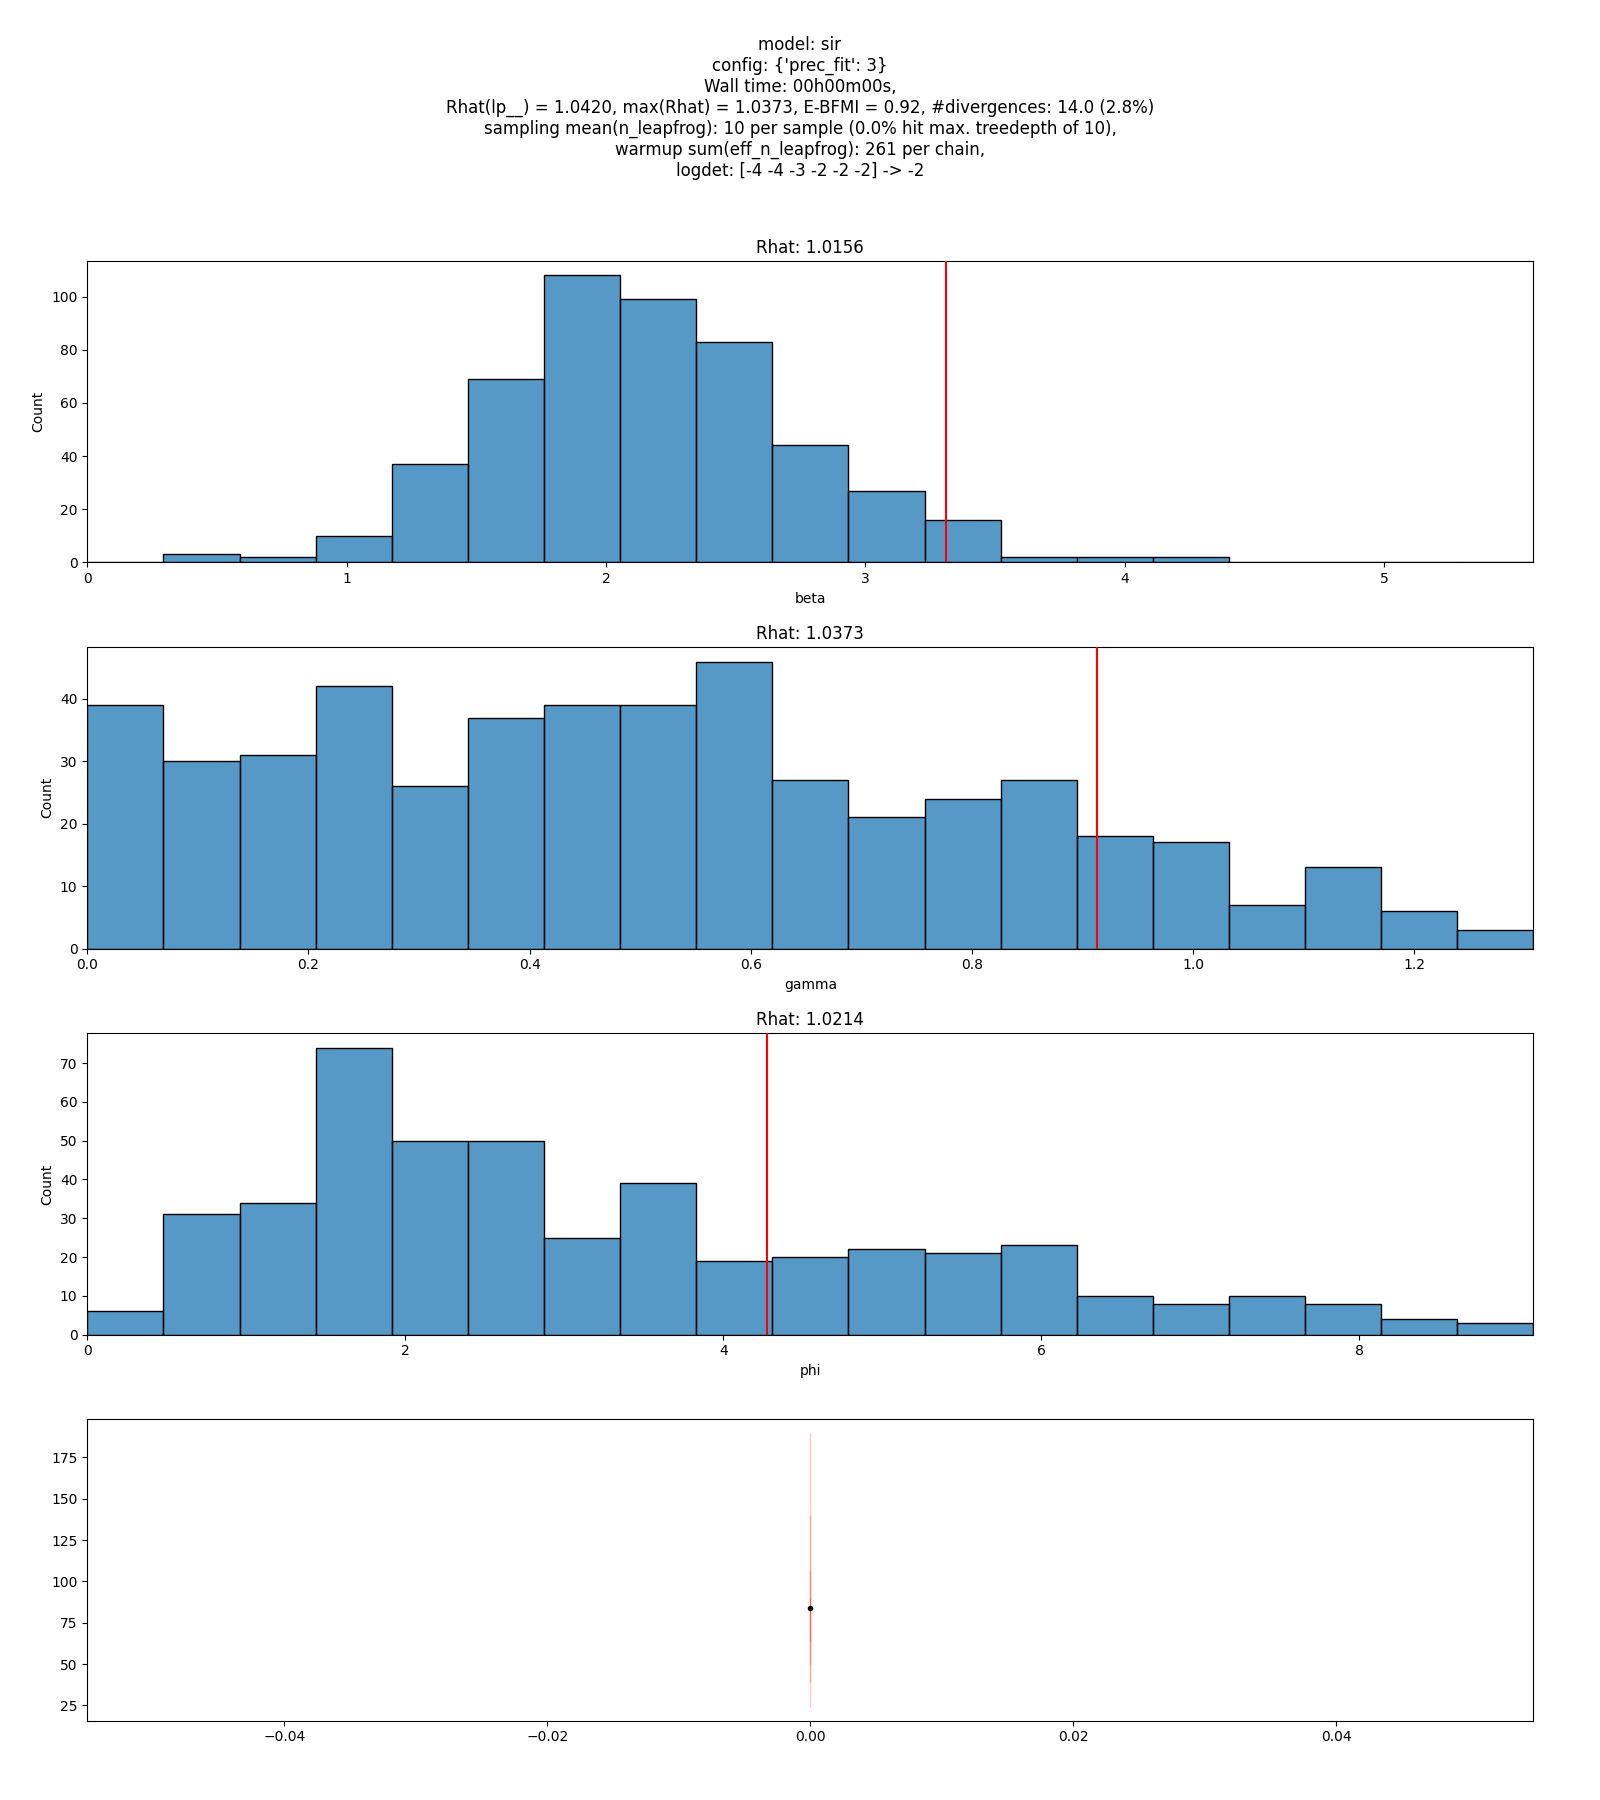 model: sir
config: {'prec_fit': 3}
Wall time: 00h00m00s,
Rhat(lp__) = 1.0420, max(Rhat) = 1.0373, E-BFMI = 0.92, #divergences: 14.0 (2.8%)
sampling mean(n_leapfrog): 10 per sample (0.0% hit max. treedepth of 10),
warmup sum(eff_n_leapfrog): 261 per chain,
logdet: [-4 -4 -3 -2 -2 -2] -> -2
Rhat: 1.0156
100
80
60
40
20
0
Count
0 1 2 3 4 5
beta
Rhat: 1.0373
40
30
20
10
0
Count
0.0 0.2 0.4 0.6 0.8 1.0 1.2
gamma
Rhat: 1.0214
70
60
50
40
30
20
10
0
Count
0 2 4 6 8
phi
175
150
125
100
75
50
25
−0.04 −0.02 0.00 0.02 0.04